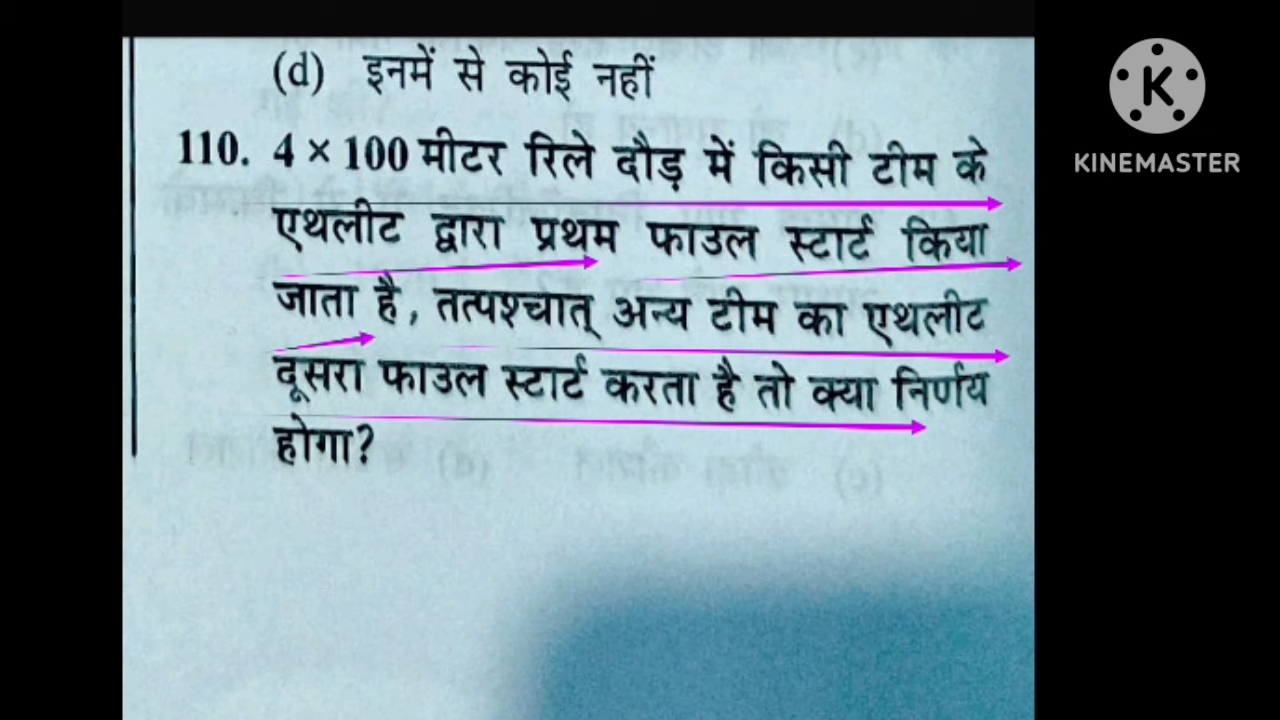 (d) इनमें से कोई नहीं
110. 4 × 100 मीटर रिले दौड़ में किसी टीम के
एथलीट द्वारा प्रथम फाउल स्टार्ट किया
जाता है, तत्पश्चात् अन्य टीम का एथलीट
दूसरा फाउल स्टार्ट करता है तो क्या निर्णय
होगा?
K
KINEMASTER